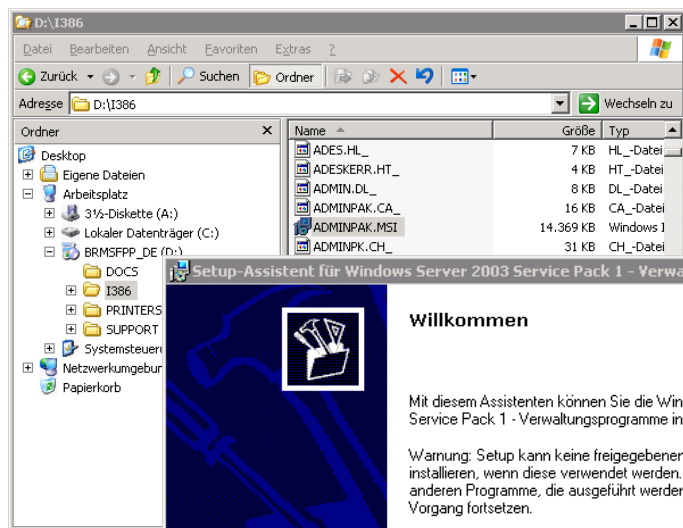 D:\I386
Datei Bearbeiten Ansicht Favoriten Extras ?
Zurück Suchen Ordner
Adresse D:\I386 Wechseln zu
Ordner x
Name Größe Typ
Desktop
Eigene Dateien
Arbeitsplatz
3½-Diskette (A:)
Lokaler Datenträger (C:)
BRMSFPP_DE (D:)
DOCS
I386
PRINTERS
SUPPORT
Systemsteuer
Netzwerkumgebur
Papierkorb
ADES.HL_ 7 KB HL_-Datei
ADESKERR.HT_ 4 KB HT_-Datei
ADMIN.DL_ 8 KB DL_-Datei
ADMINPAK.CA_ 16 KB CA_-Datei
ADMINPAK.MSI 14.369 KB Windows I
ADMINPK.CH_ 31 KB CH_-Datei
Setup-Assistent für Windows Server 2003 Service Pack 1 - Verwa
Willkommen
Mit diesem Assistenten können Sie die Win
Service Pack 1 - Verwaltungsprogramme in
Warnung: Setup kann keine freigegebenen
installieren, wenn diese verwendet werden.
anderen Programme, die ausgeführt werder
Vorgang fortsetzen.